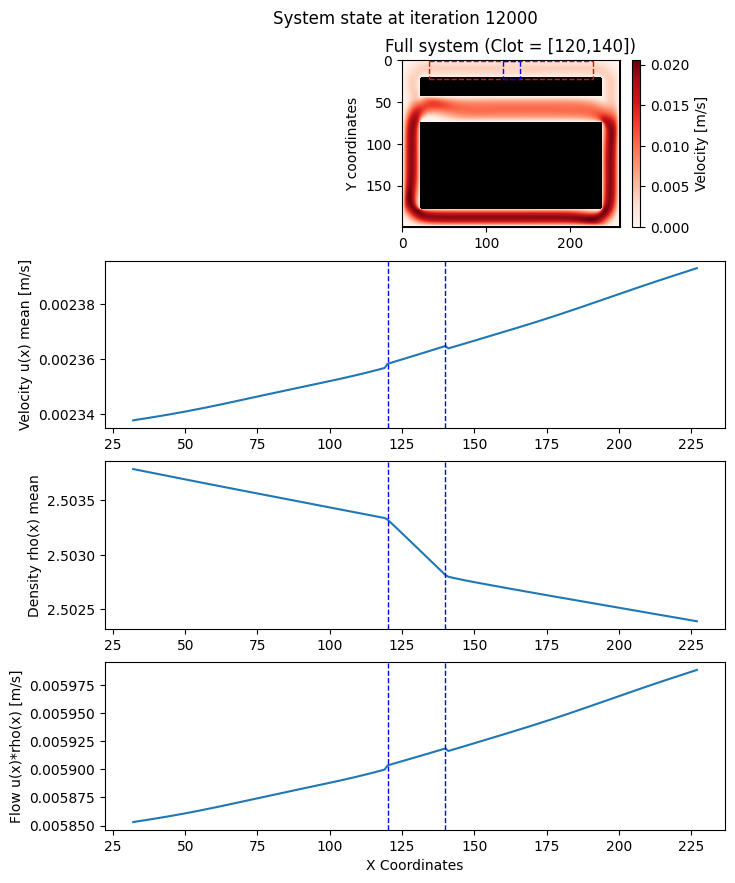 System state at iteration 12000
Full system (Clot = [120,140])
Y coordinates
0
50
100
150
0 100 200
0.020
0.015
0.010
0.005
0.000
Velocity [m/s]
Velocity u(x) mean [m/s]
0.00238
0.00236
0.00234
25 50 75 100 125 150 175 200 225
Density rho(x) mean
2.5035
2.5030
2.5025
25 50 75 100 125 150 175 200 225
Flow u(x)*rho(x) [m/s]
0.005975
0.005950
0.005925
0.005900
0.005875
0.005850
25 50 75 100 125 150 175 200 225
X Coordinates